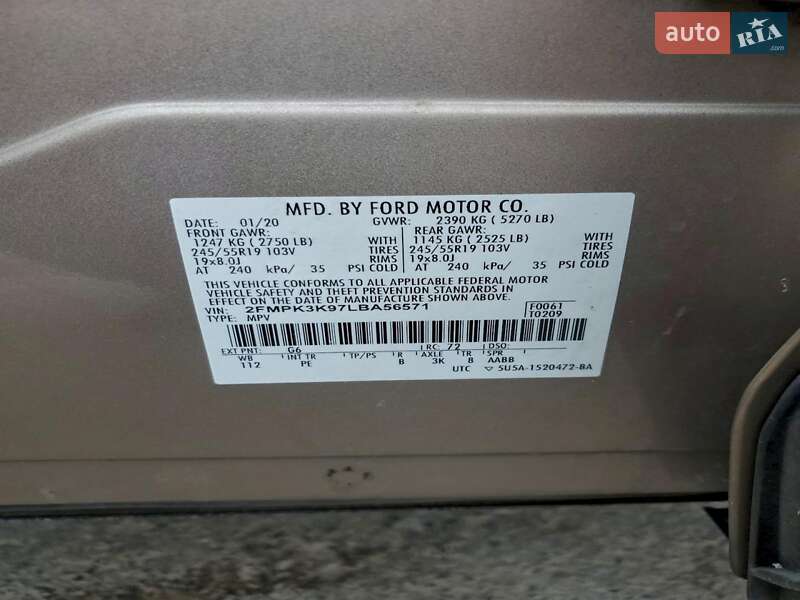 auto RIA .com
MFD. BY FORD MOTOR CO.
DATE: 01/20 GVWR: 2390 KG ( 5270 LB)
FRONT GAWR: REAR GAWR:
1247 KG ( 2750 LB) WITH 1145 KG ( 2525 LB) WITH
245/55R19 103V TIRES 245/55R19 103V TIRES
19x8.0J RIMS 19x8.0J RIMS
AT 240 kPa/ 35 PSI COLD AT 240 kPa/ 35 PSI COLD
THIS VEHICLE CONFORMS TO ALL APPLICABLE FEDERAL MOTOR
VEHICLE SAFETY AND THEFT PREVENTION STANDARDS IN
EFFECT ON THE DATE OF MANUFACTURE SHOWN ABOVE.
VIN: 2FMPK3K97LBA56571 F0061
TYPE: MPV T0209
EXT PNT: G6 RC: 72 DSO:
WB INT TR TP/PS R AXLE TR SPR
112 PE B 3K 8 AABB
UTC ▽ 5U5A-1520472-BA